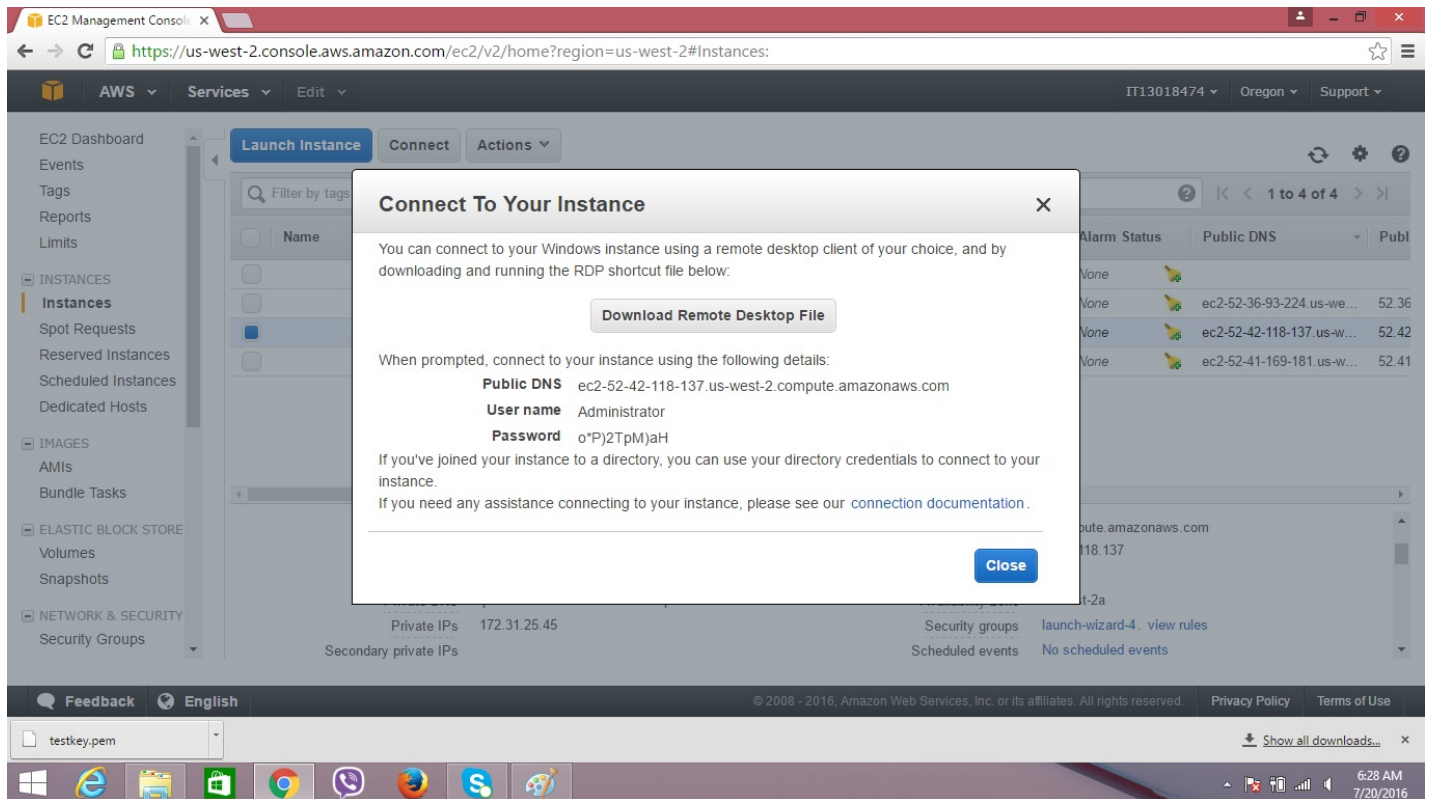 EC2 Management Console
https://us-west-2.console.aws.amazon.com/ec2/v2/home?region=us-west-2#Instances:
AWS Services Edit IT13018474 Oregon Support
EC2 Dashboard
Events
Tags
Reports
Limits
INSTANCES
Instances
Spot Requests
Reserved Instances
Scheduled Instances
Dedicated Hosts
IMAGES
AMIs
Bundle Tasks
ELASTIC BLOCK STORE
Volumes
Snapshots
NETWORK & SECURITY
Security Groups
Launch Instance Connect Actions
Filter by tags 1 to 4 of 4
Name Alarm Status Public DNS Publ
None
None ec2-52-36-93-224.us-we... 52.36
None ec2-52-42-118-137.us-w... 52.42
None ec2-52-41-169-181.us-w... 52.41
Connect To Your Instance
You can connect to your Windows instance using a remote desktop client of your choice, and by
downloading and running the RDP shortcut file below:
Download Remote Desktop File
When prompted, connect to your instance using the following details:
Public DNS ec2-52-42-118-137.us-west-2.compute.amazonaws.com
User name Administrator
Password o*P)2TpM)aH
If you've joined your instance to a directory, you can use your directory credentials to connect to your
instance.
If you need any assistance connecting to your instance, please see our connection documentation.
Close
pute.amazonaws.com
118.137
t-2a
Private IPs 172.31.25.45 Security groups launch-wizard-4. view rules
Secondary private IPs Scheduled events No scheduled events
Feedback English © 2008 - 2016, Amazon Web Services, Inc. or its affiliates. All rights reserved. Privacy Policy Terms of Use
testkey.pem Show all downloads...
6:28 AM
7/20/2016